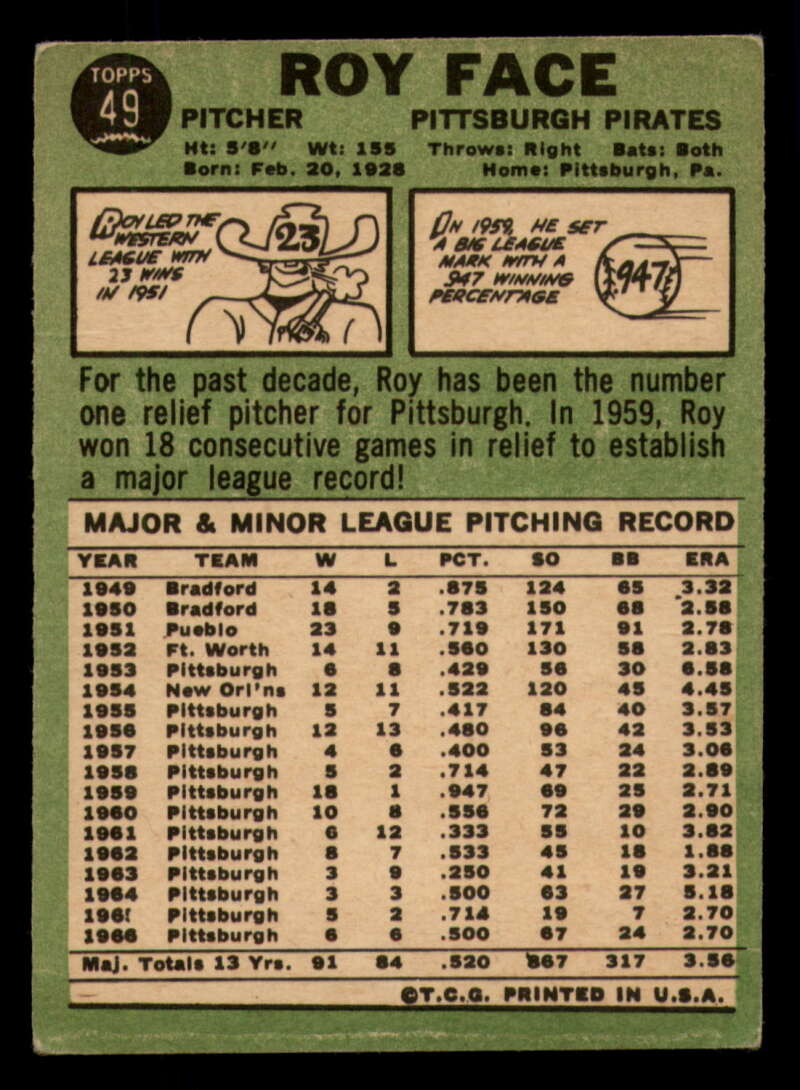 TOPPS
49
ROY FACE
PITCHER PITTSBURGH PIRATES
Ht: 5'8" Wt: 155 Throws: Right Bats: Both
Born: Feb. 20, 1928 Home: Pittsburgh, Pa.
ROY LED THE
WESTERN
LEAGUE WITH
23 WINS
IN 1951
23
IN 1959, HE SET
A BIG LEAGUE
MARK WITH A
.947 WINNING
PERCENTAGE
.947
For the past decade, Roy has been the number
one relief pitcher for Pittsburgh. In 1959, Roy
won 18 consecutive games in relief to establish
a major league record!
MAJOR & MINOR LEAGUE PITCHING RECORD
YEAR TEAM W L PCT. SO BB ERA
1949 Bradford 14 2 .875 124 65 3.32
1950 Bradford 18 5 .783 150 68 2.58
1951 Pueblo 23 9 .719 171 91 2.78
1952 Ft. Worth 14 11 .560 130 58 2.83
1953 Pittsburgh 6 8 .429 56 30 6.58
1954 New Orl'ns 12 11 .522 120 45 4.45
1955 Pittsburgh 5 7 .417 84 40 3.57
1956 Pittsburgh 12 13 .480 96 42 3.53
1957 Pittsburgh 4 6 .400 53 24 3.06
1958 Pittsburgh 5 2 .714 47 22 2.89
1959 Pittsburgh 18 1 .947 69 25 2.71
1960 Pittsburgh 10 8 .556 72 29 2.90
1961 Pittsburgh 6 12 .333 55 10 3.82
1962 Pittsburgh 8 7 .533 45 18 1.88
1963 Pittsburgh 3 9 .250 41 19 3.21
1964 Pittsburgh 3 3 .500 63 27 5.18
1965 Pittsburgh 5 2 .714 19 7 2.70
1966 Pittsburgh 6 6 .500 67 24 2.70
Maj. Totals 13 Yrs. 91 84 .520 867 317 3.56
©T.C.G. PRINTED IN U.S.A.